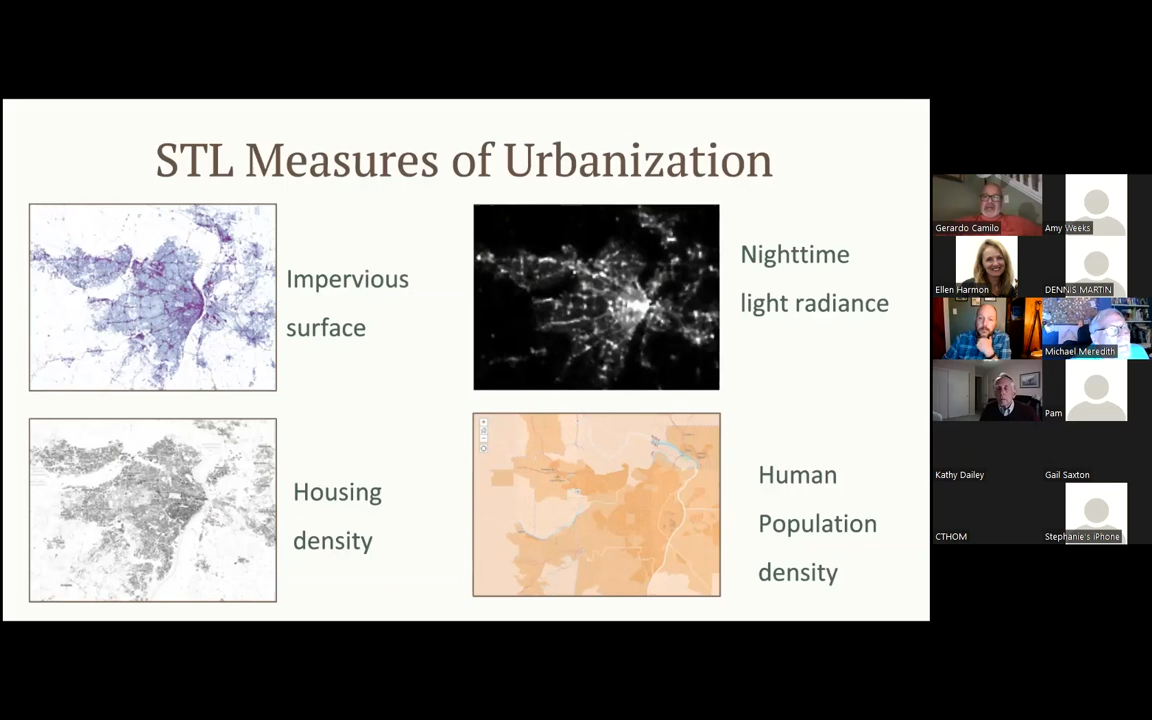 STL Measures of Urbanization
Impervious
surface
Nighttime
light radiance
Housing
density
Human
Population
density
Gerardo Camilo
Amy Weeks
Ellen Harmon
DENNIS MARTIN
Michael Meredith
Pam
Kathy Dailey
Gail Saxton
CTHOM
Stephanie's iPhone